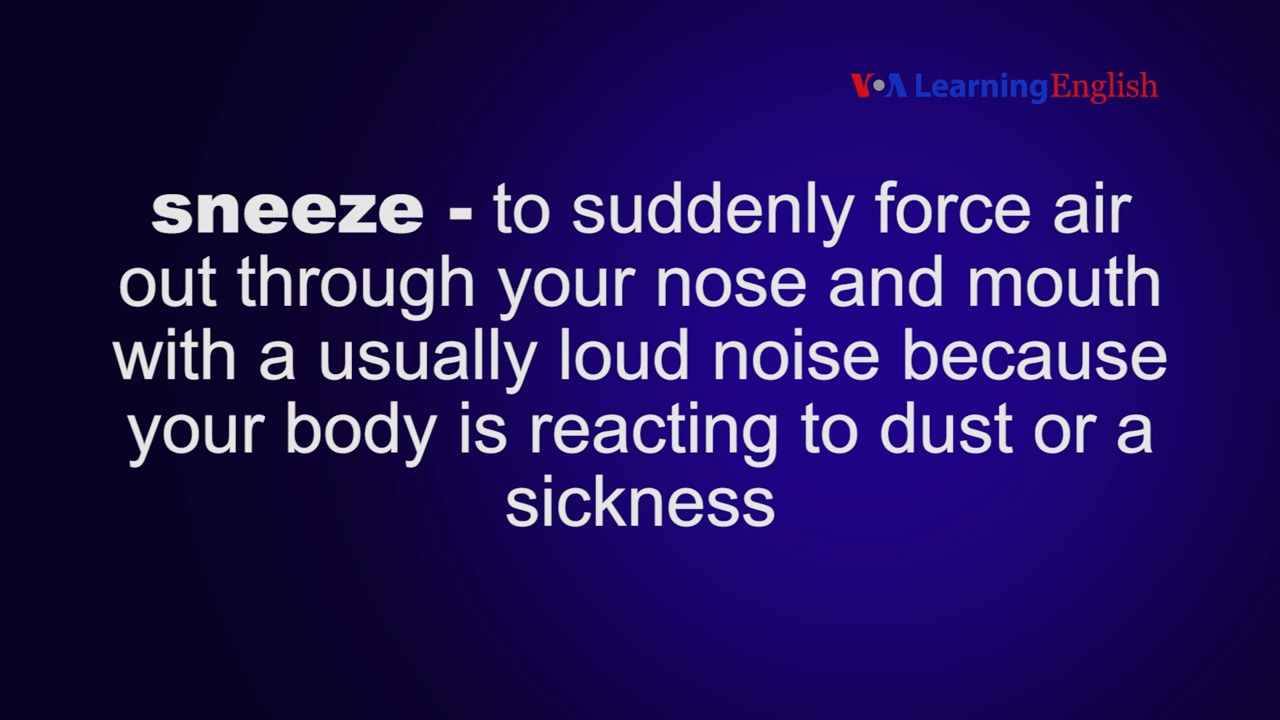 VOA LearningEnglish
sneeze - to suddenly force air
out through your nose and mouth
with a usually loud noise because
your body is reacting to dust or a
sickness